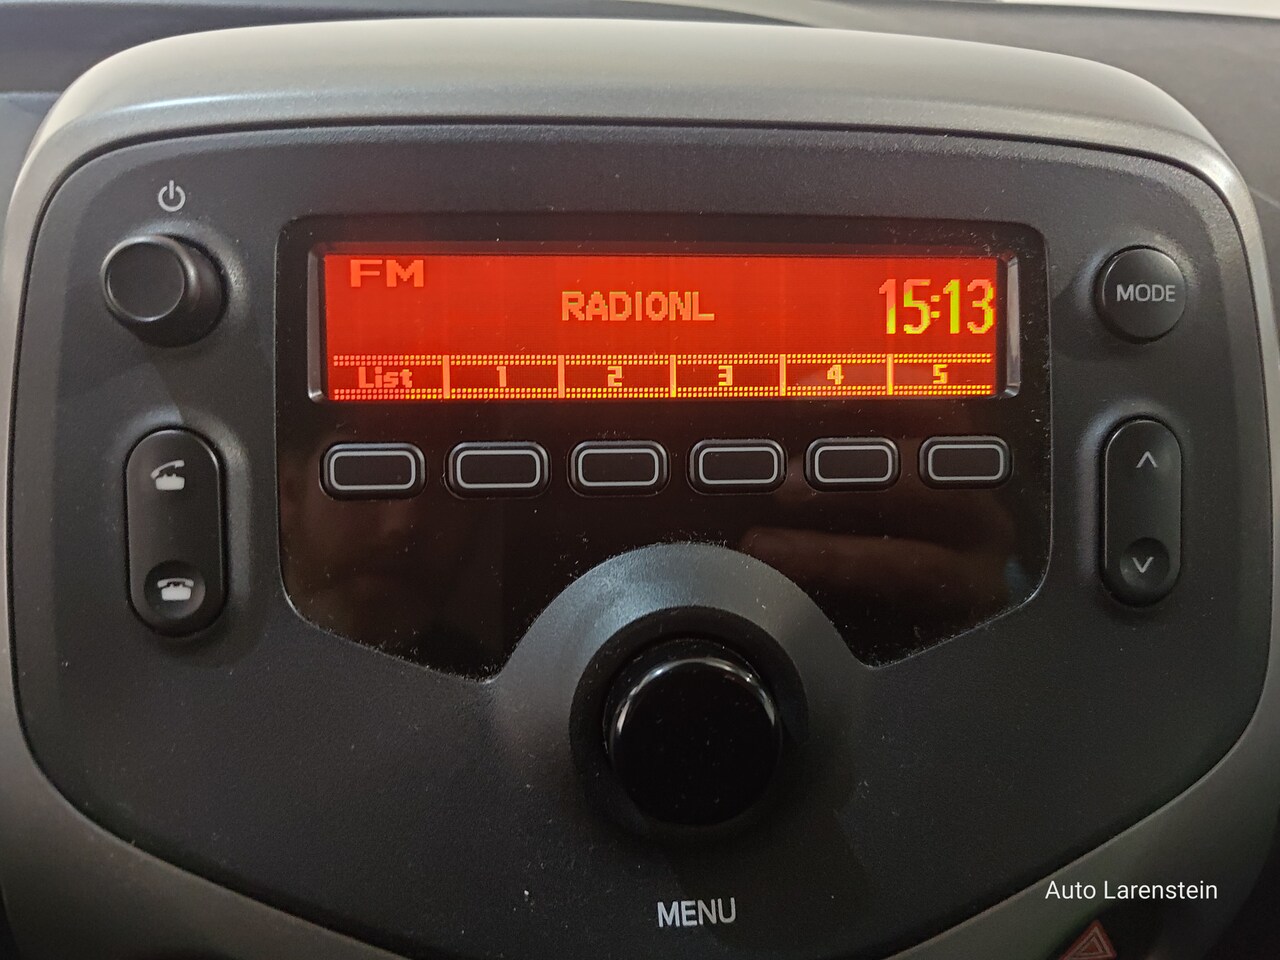 FM
RADIONL
15:13
List 1 2 3 4 5
MODE
MENU
Auto Larenstein